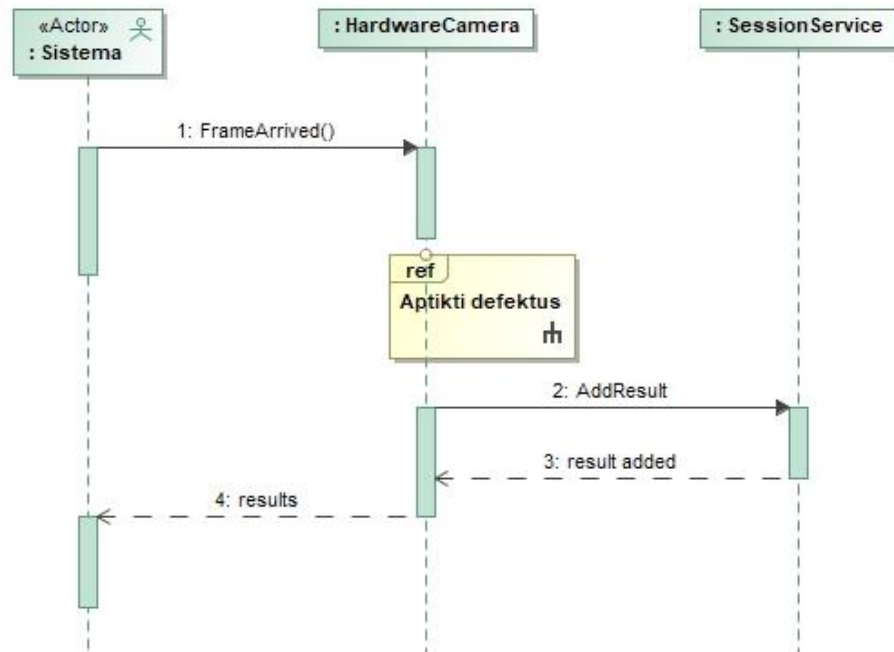 «Actor»
: Sistema
: HardwareCamera
: SessionService
1: FrameArrived()
ref
Aptikti defektus
2: AddResult
3: result added
4: results